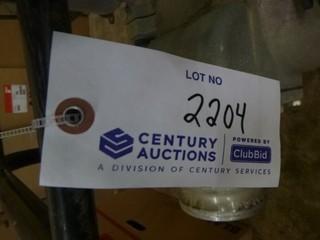 LOT NO
2204
CENTURY
AUCTIONS
POWERED BY
ClubBid
A DIVISION OF CENTURY SERVICES